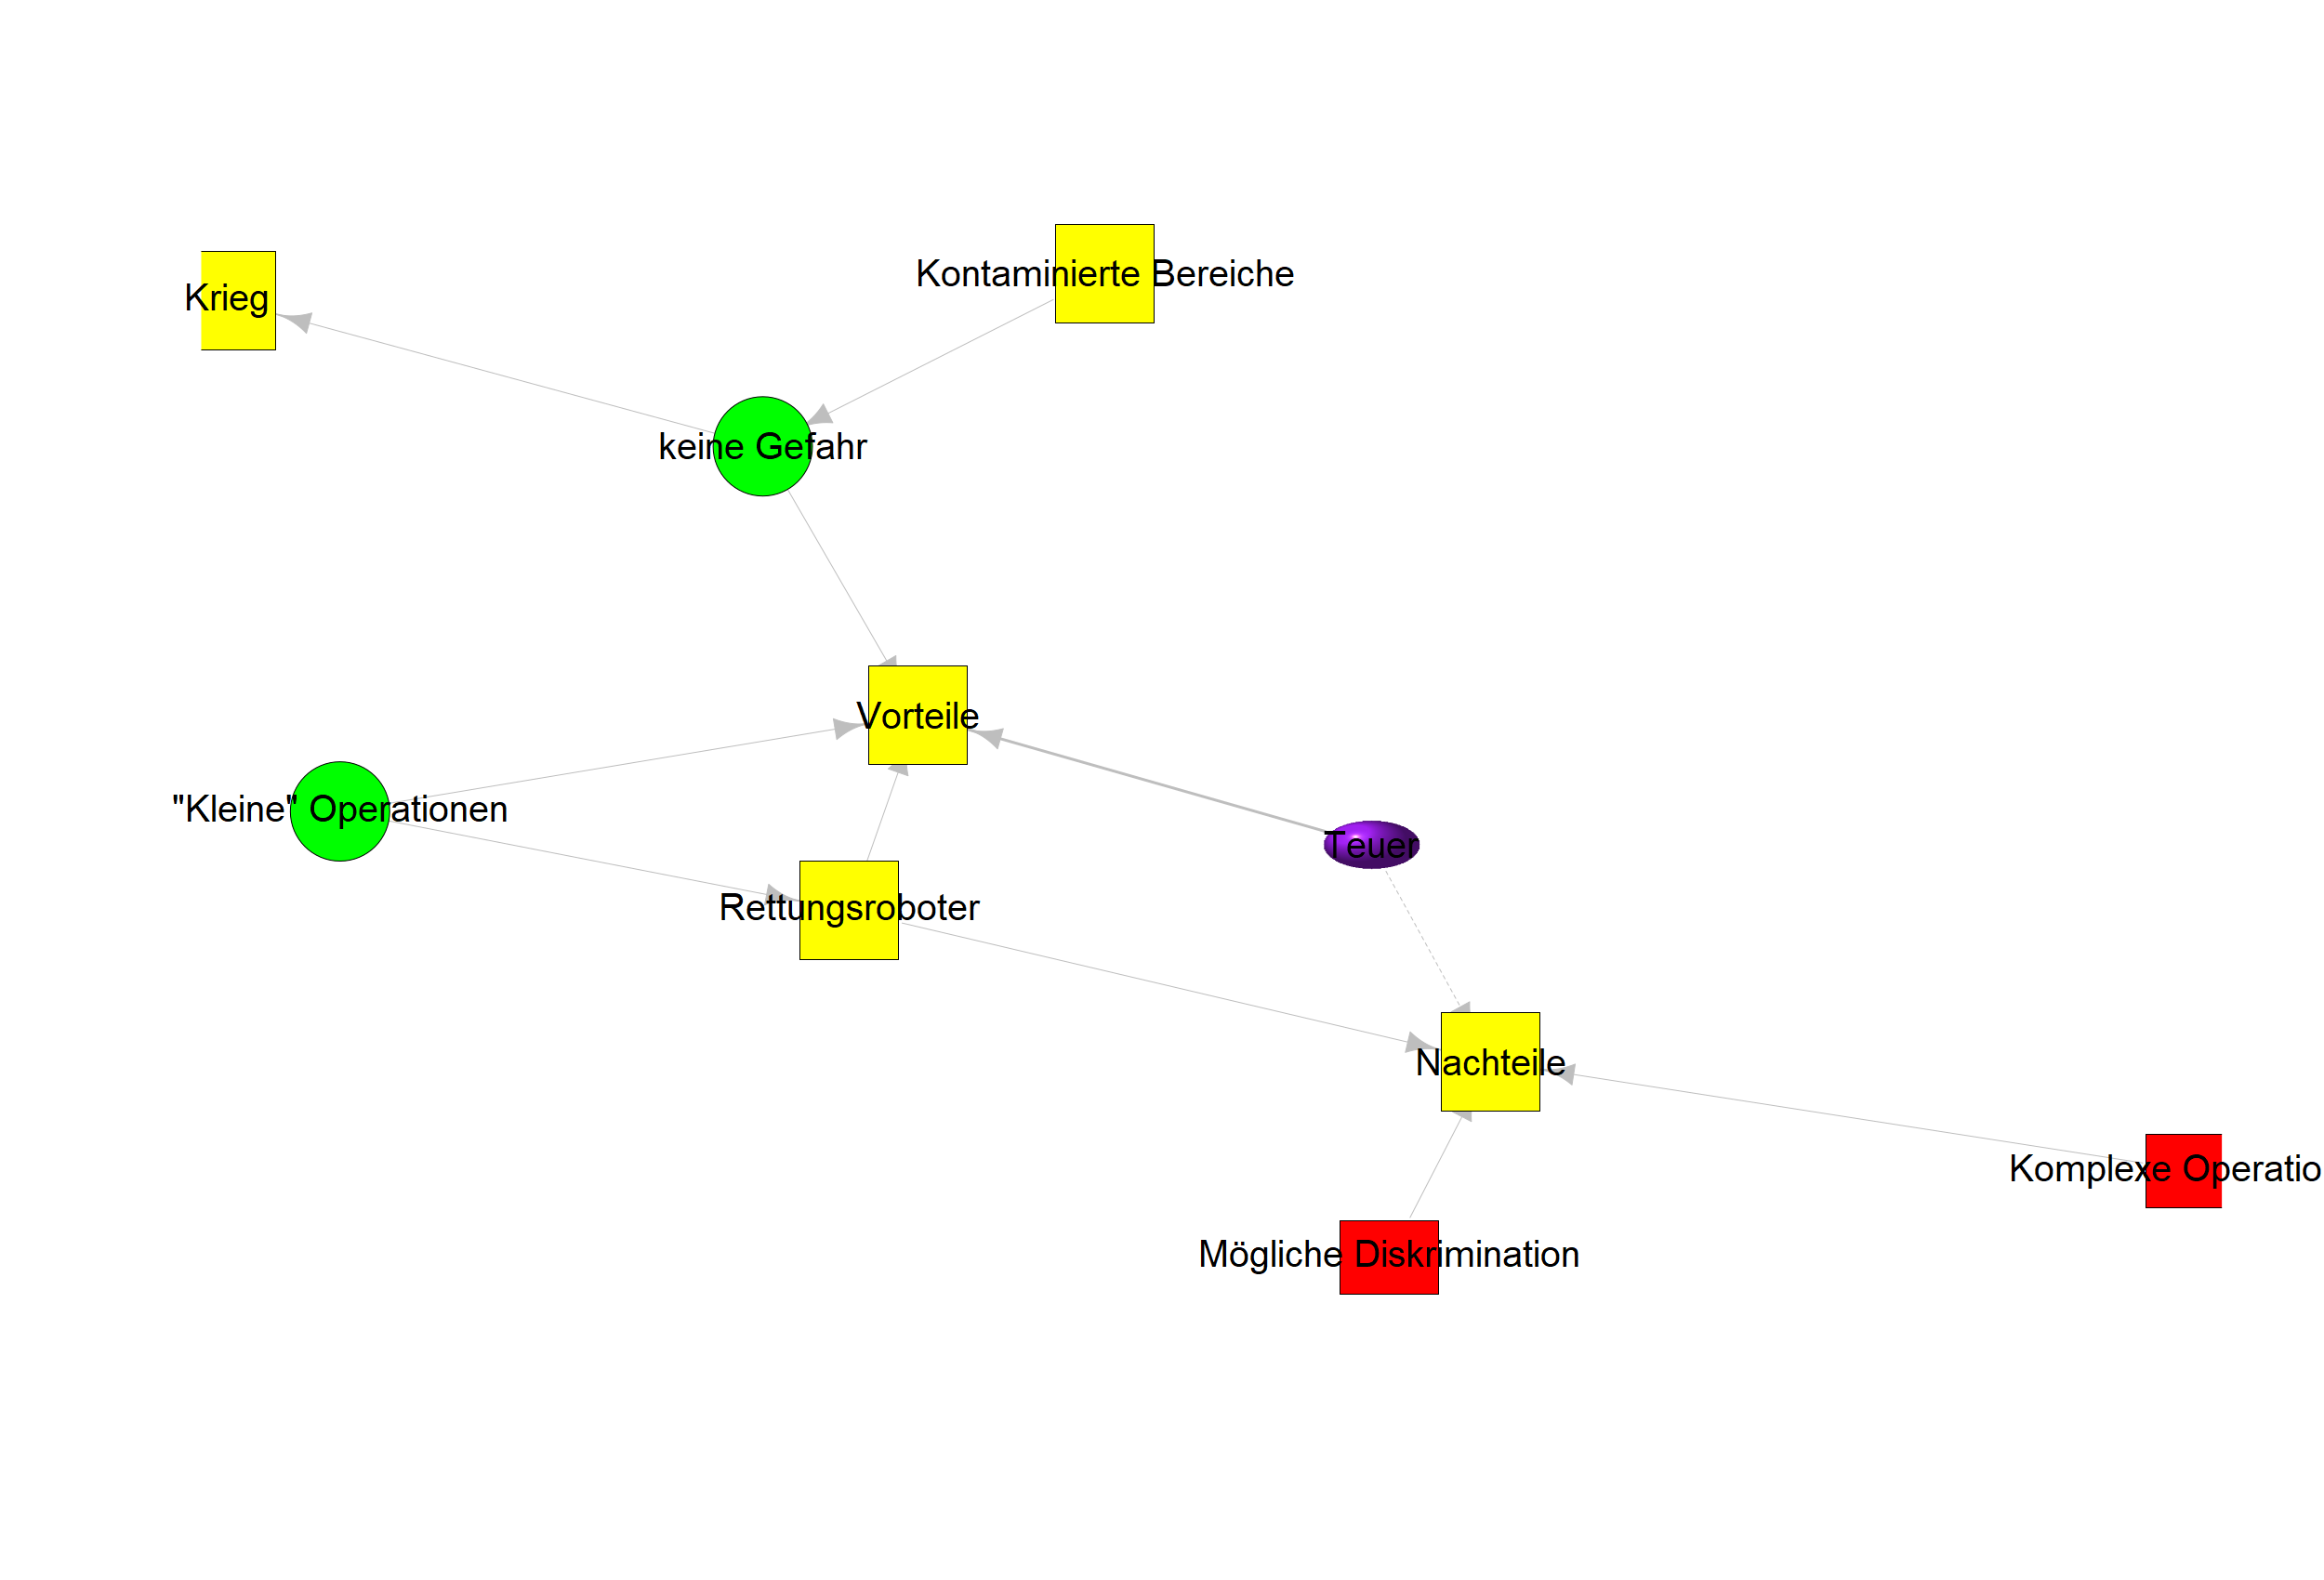 Kontaminierte Bereiche
Krieg
keine Gefahr
Vorteile
"Kleine" Operationen
Teuer
Rettungsroboter
Nachteile
Komplexe Operatio
Mögliche Diskrimination